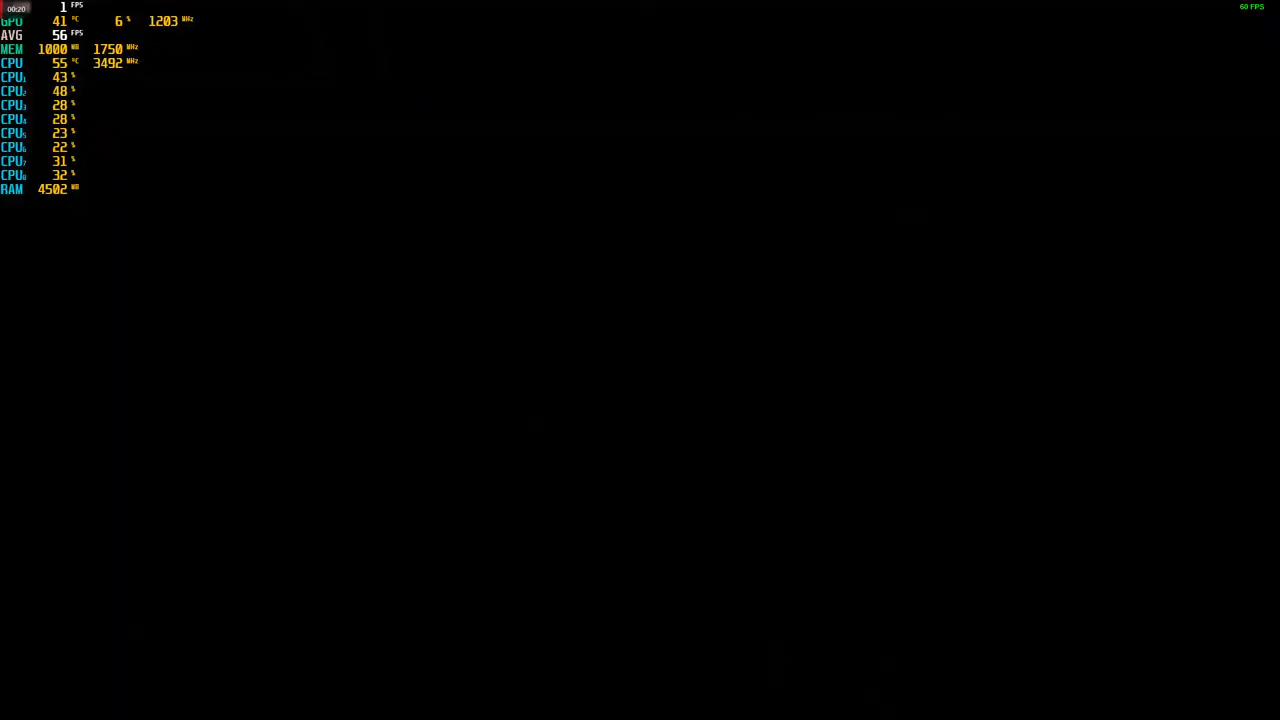 00:20 1 FPS 60 FPS
GPU 41 °C 6 % 1203 MHz
AVG 56 FPS
MEM 1000 MB 1750 MHz
CPU 55 °C 3492 MHz
CPU1 43 %
CPU2 48 %
CPU3 28 %
CPU4 28 %
CPU5 23 %
CPU6 22 %
CPU7 31 %
CPU8 32 %
RAM 4502 MB